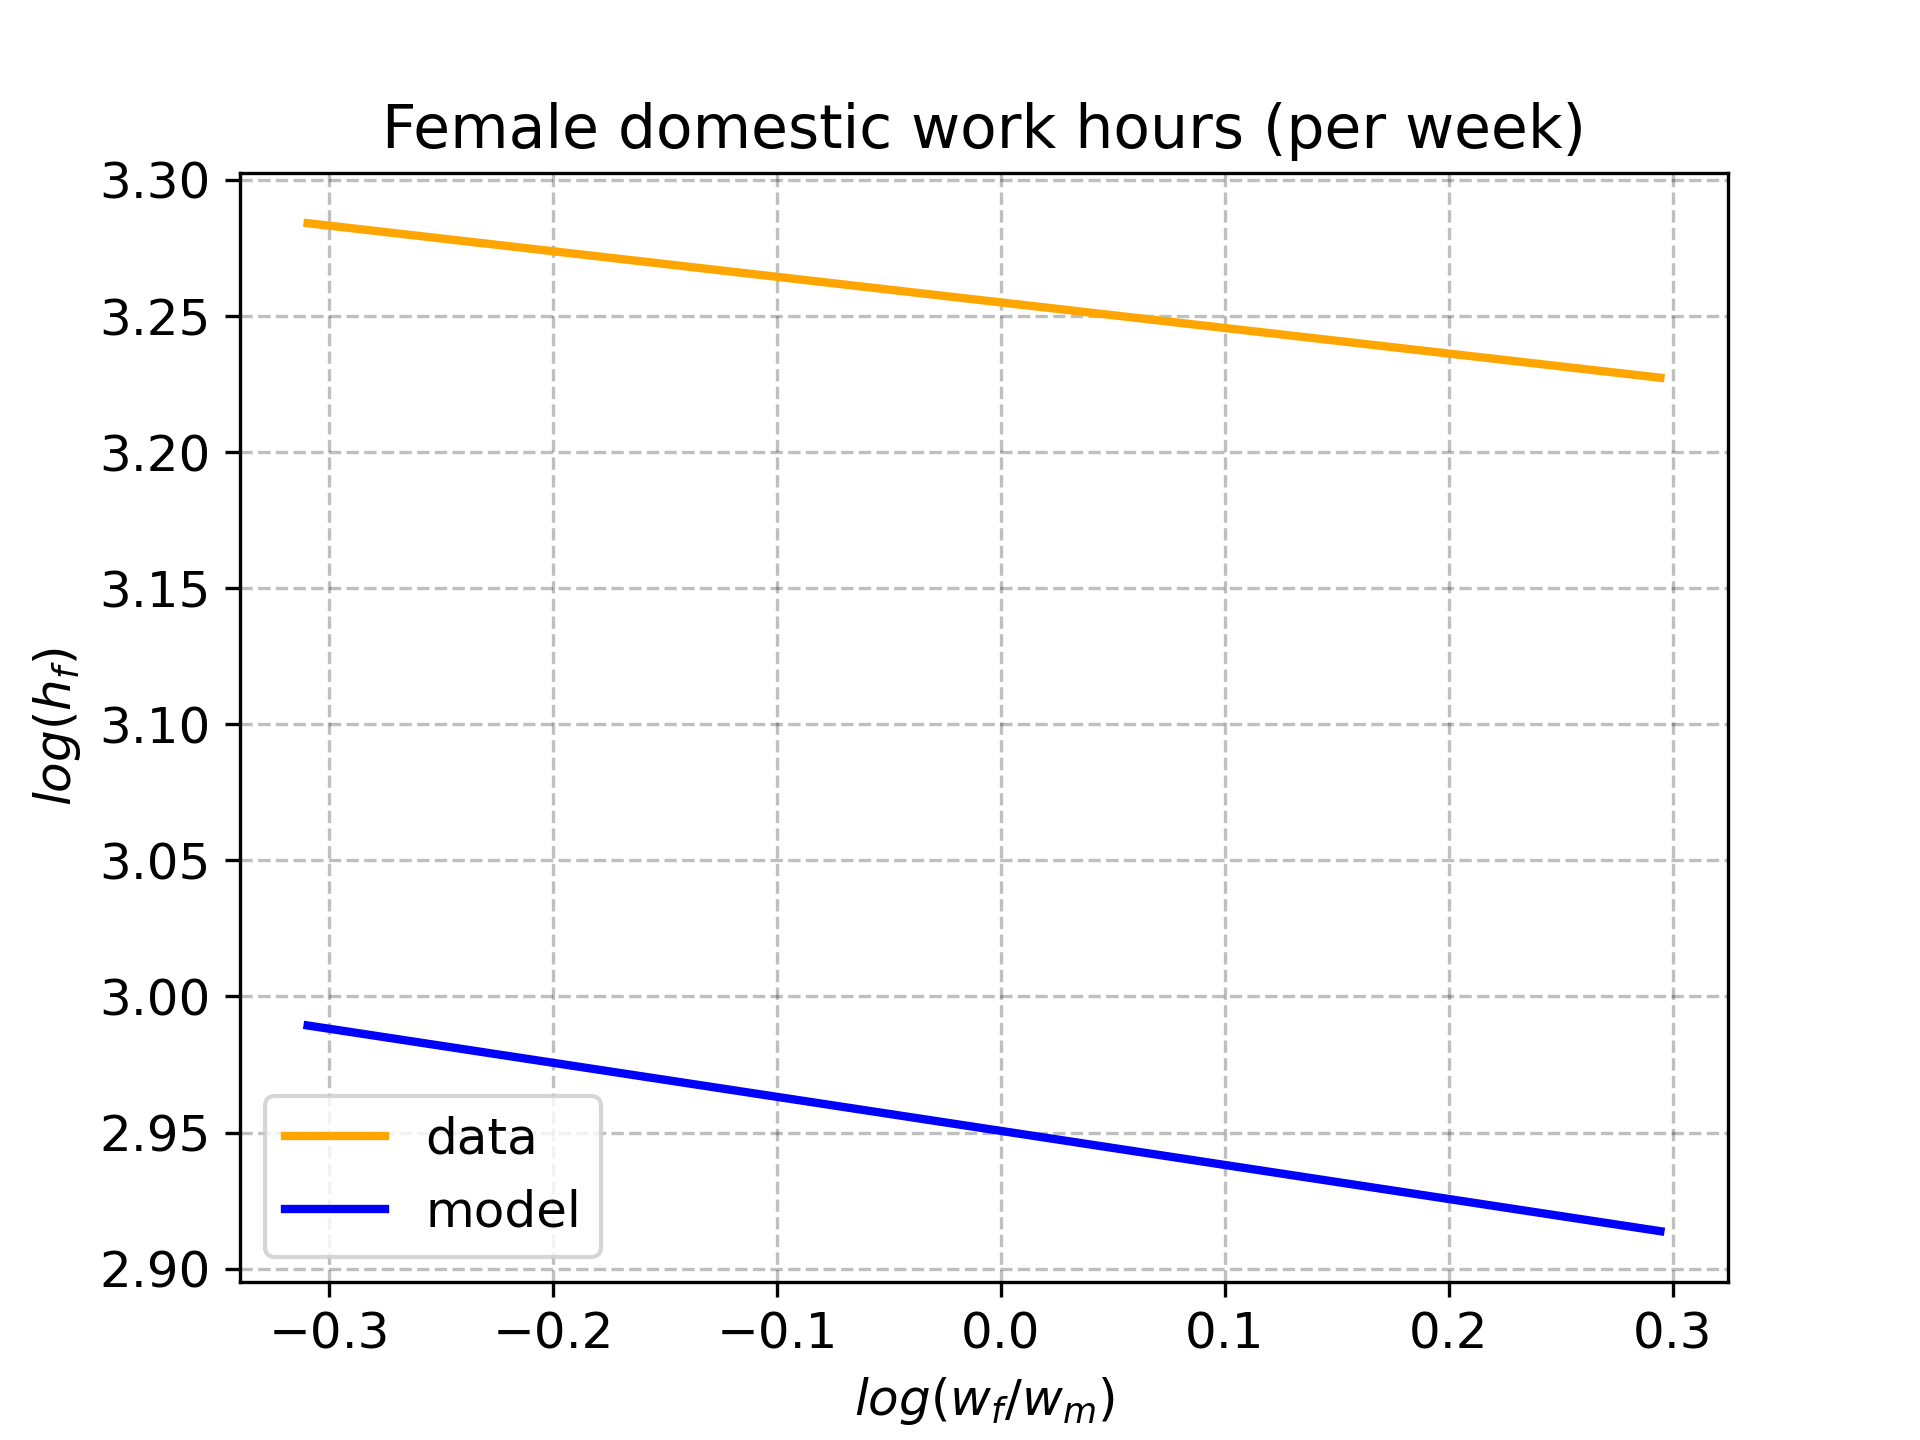 Female domestic work hours (per week)
3.30
3.25
3.20
3.15
3.10
3.05
3.00
2.95
2.90
log(h_f)
data
model
−0.3 −0.2 −0.1 0.0 0.1 0.2 0.3
log(w_f/w_m)